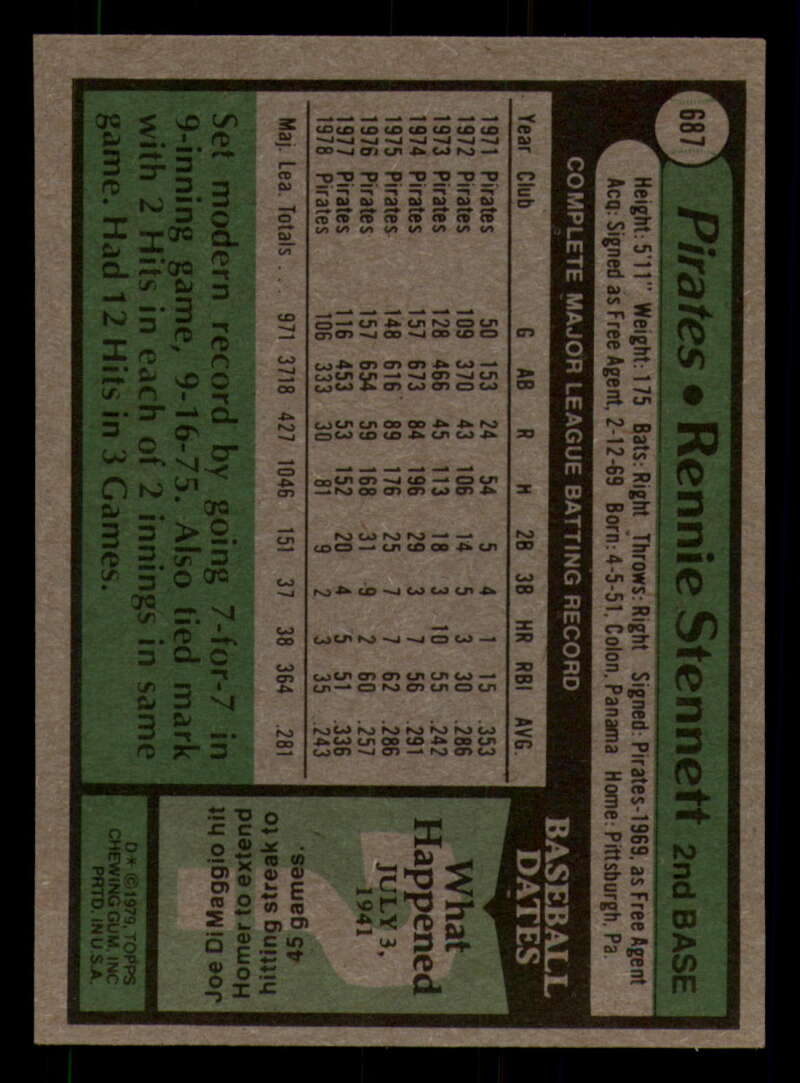 687
Pirates • Rennie Stennett 2nd BASE
Height: 5'11" Weight: 175 Bats: Right Throws: Right Signed: Pirates-1969, as Free Agent
Acq: Signed as Free Agent, 2-12-69 Born: 4-5-51, Colon, Panama Home: Pittsburgh, Pa
COMPLETE MAJOR LEAGUE BATTING RECORD
Year Club G AB R H 2B 3B HR RBI AVG.
1971 Pirates 50 153 24 54 5 4 1 15 .353
1972 Pirates 109 370 43 106 14 5 3 30 .286
1973 Pirates 128 466 45 113 18 3 10 55 .242
1974 Pirates 157 673 84 196 29 3 7 56 .291
1975 Pirates 148 616 89 176 25 7 7 62 .286
1976 Pirates 157 654 59 168 31 9 2 60 .257
1977 Pirates 116 453 53 152 20 4 5 51 .336
1978 Pirates 106 333 30 81 9 2 3 35 .243
Maj. Lea. Totals . . . 971 3718 427 1046 151 37 38 364 .281
Set modern record by going 7-for-7 in
9-inning game, 9-16-75. Also tied mark
with 2 Hits in each of 2 innings in same
game. Had 12 Hits in 3 Games.
BASEBALL
DATES
What
Happened
JULY 3,
1941
?
Joe DiMaggio hit
Homer to extend
hitting streak to
45 games.
D* © 1979, TOPPS
CHEWING GUM, INC
PRTD. IN U.S.A.